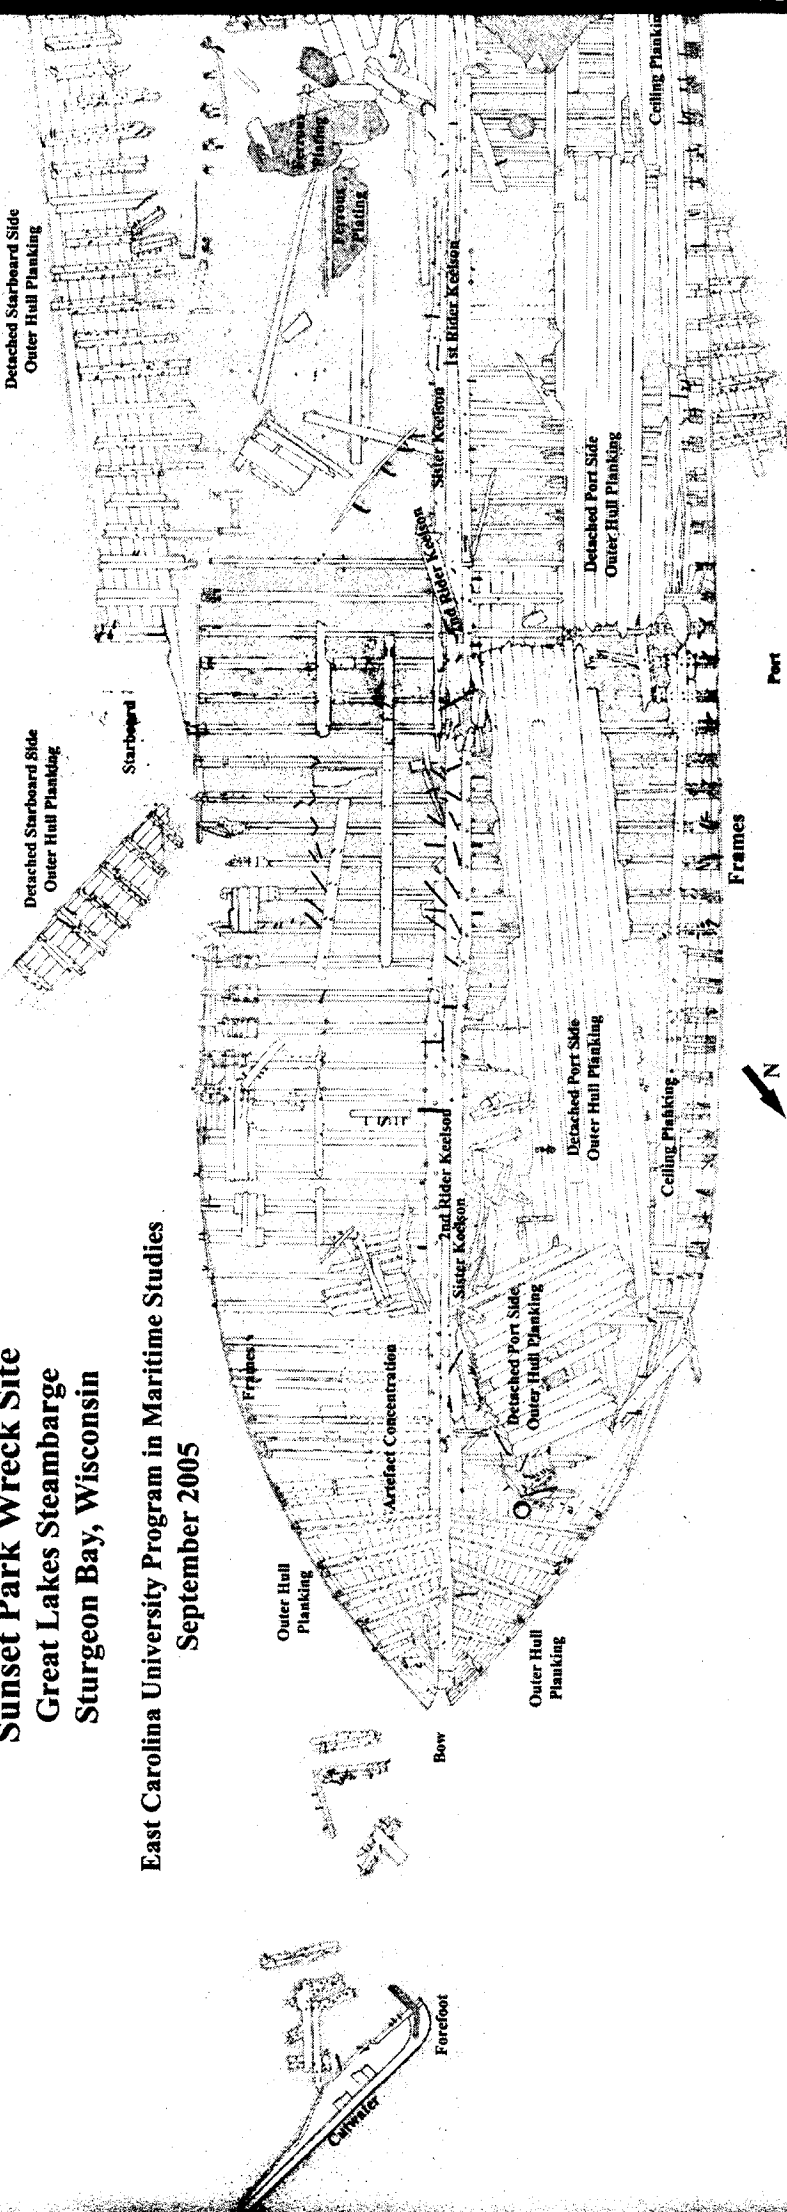 Sunset Park Wreck Site
Great Lakes Steambarge
Sturgeon Bay, Wisconsin
East Carolina University Program in Maritime Studies
September 2005
Detached Starboard Side
Outer Hull Planking
Detached Starboard Side
Outer Hull Planking
Starboard
Ferrous
Plating
Ferrous
Plating
1st Rider Keelson
Sister Keelson
2nd Rider Keelson
Ceiling Planking
Detached Port Side
Outer Hull Planking
Port
Frames
Detached Port Side
Outer Hull Planking
Ceiling Planking
N
2nd Rider Keelson
Sister Keelson
Detached Port Side
Outer Hull Planking
Frames
Artefact Concentration
Outer Hull
Planking
Outer Hull
Planking
Bow
Forefoot
Cutwater